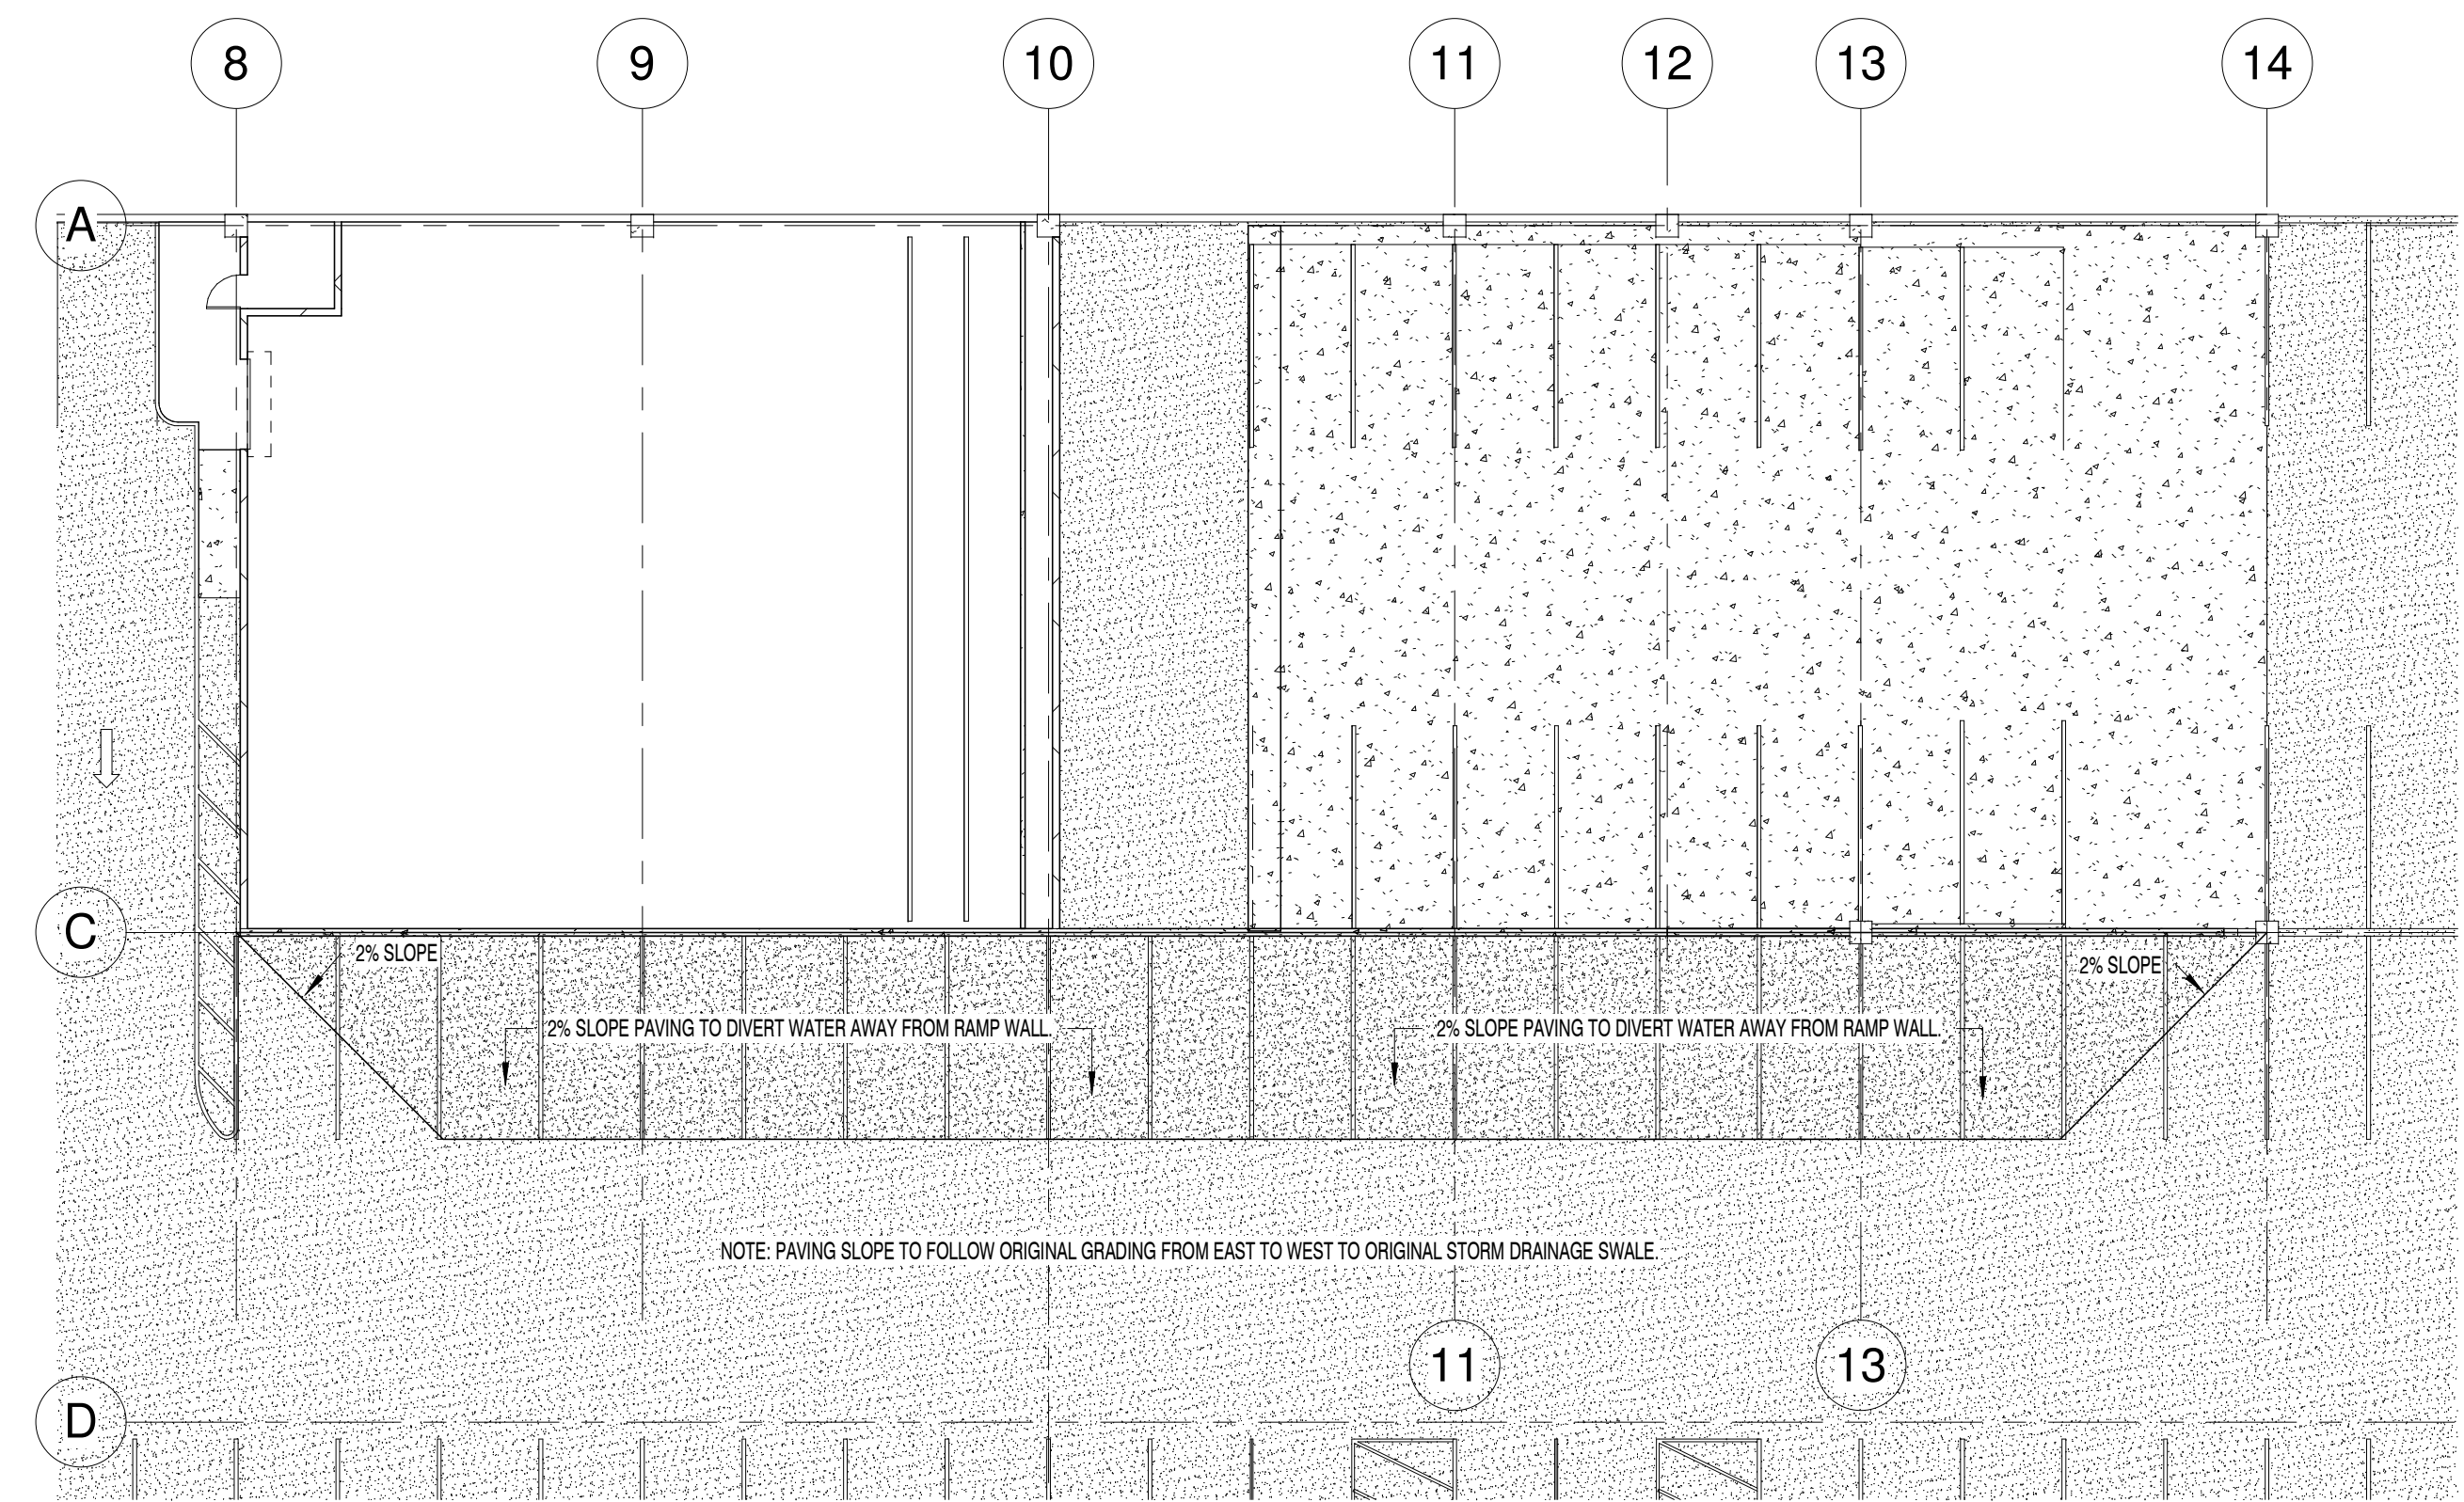 8 9 10 11 12 13 14
A
C
2% SLOPE
2% SLOPE
2% SLOPE PAVING TO DIVERT WATER AWAY FROM RAMP WALL.
2% SLOPE PAVING TO DIVERT WATER AWAY FROM RAMP WALL.
NOTE: PAVING SLOPE TO FOLLOW ORIGINAL GRADING FROM EAST TO WEST TO ORIGINAL STORM DRAINAGE SWALE.
11 13
D